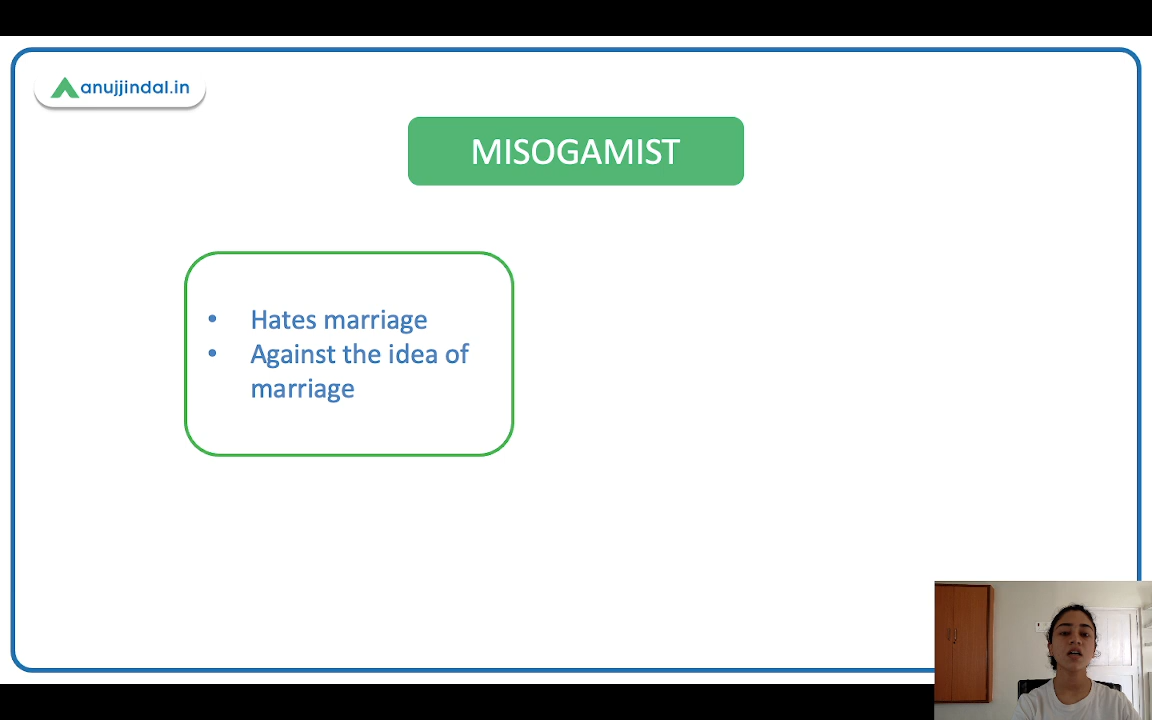 anujjindal.in
MISOGAMIST
• Hates marriage
• Against the idea of
marriage